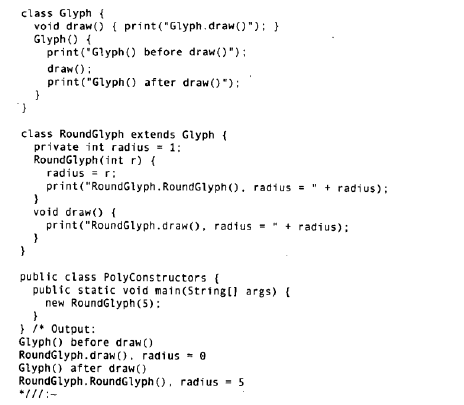 class Glyph {
void draw() { print("Glyph.draw()"); }
Glyph() {
print("Glyph() before draw()");
draw();
print("Glyph() after draw()");
}
}
class RoundGlyph extends Glyph {
private int radius = 1;
RoundGlyph(int r) {
radius = r;
print("RoundGlyph.RoundGlyph(), radius = " + radius);
}
void draw() {
print("RoundGlyph.draw(), radius = " + radius);
}
}
public class PolyConstructors {
public static void main(String[] args) {
new RoundGlyph(5);
}
} /* Output:
Glyph() before draw()
RoundGlyph.draw(), radius = 0
Glyph() after draw()
RoundGlyph.RoundGlyph(), radius = 5
*///:~